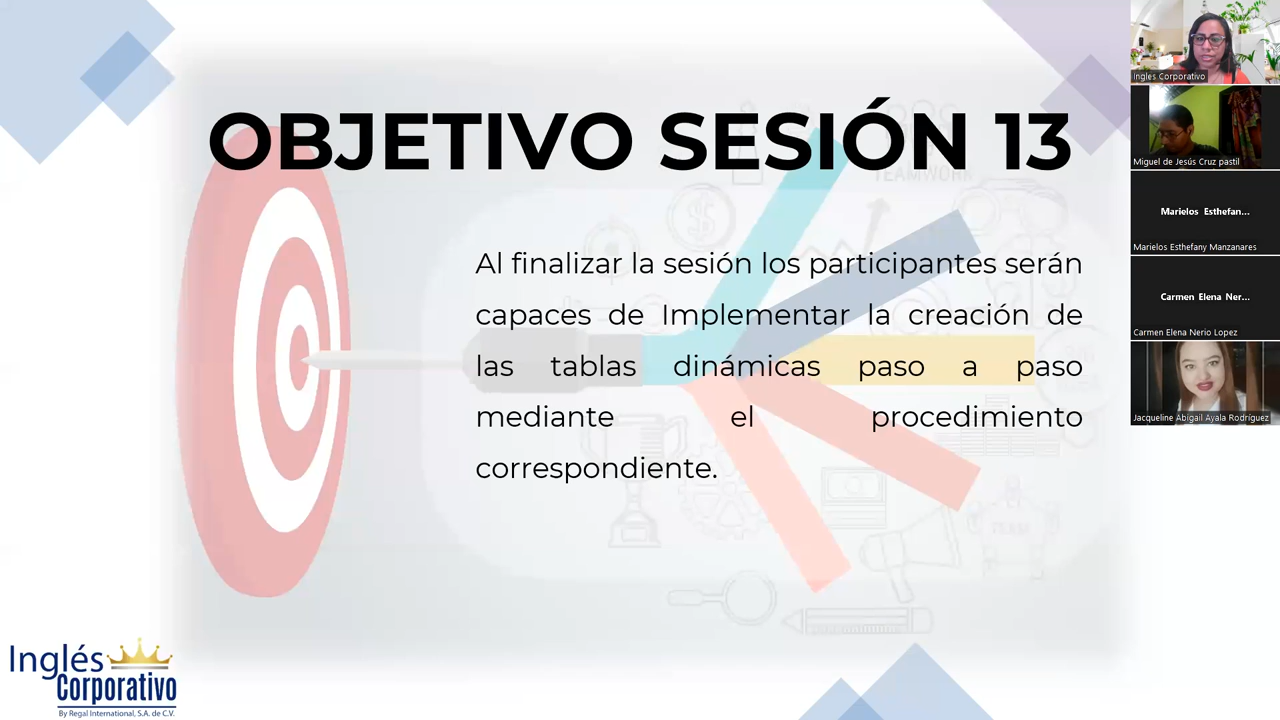 OBJETIVO SESIÓN 13
Al finalizar la sesión los participantes serán
capaces de Implementar la creación de
las tablas dinámicas paso a paso
mediante el procedimiento
correspondiente.
TEAMWORK
TEAM
Inglés
Corporativo
By Regal International, S.A. de C.V.
Ingles Corporativo
Miguel de Jesús Cruz pastil
Marielos Esthefan...
Marielos Esthefany Manzanares
Carmen Elena Ner...
Carmen Elena Nerio Lopez
Jacqueline Abigail Ayala Rodríguez